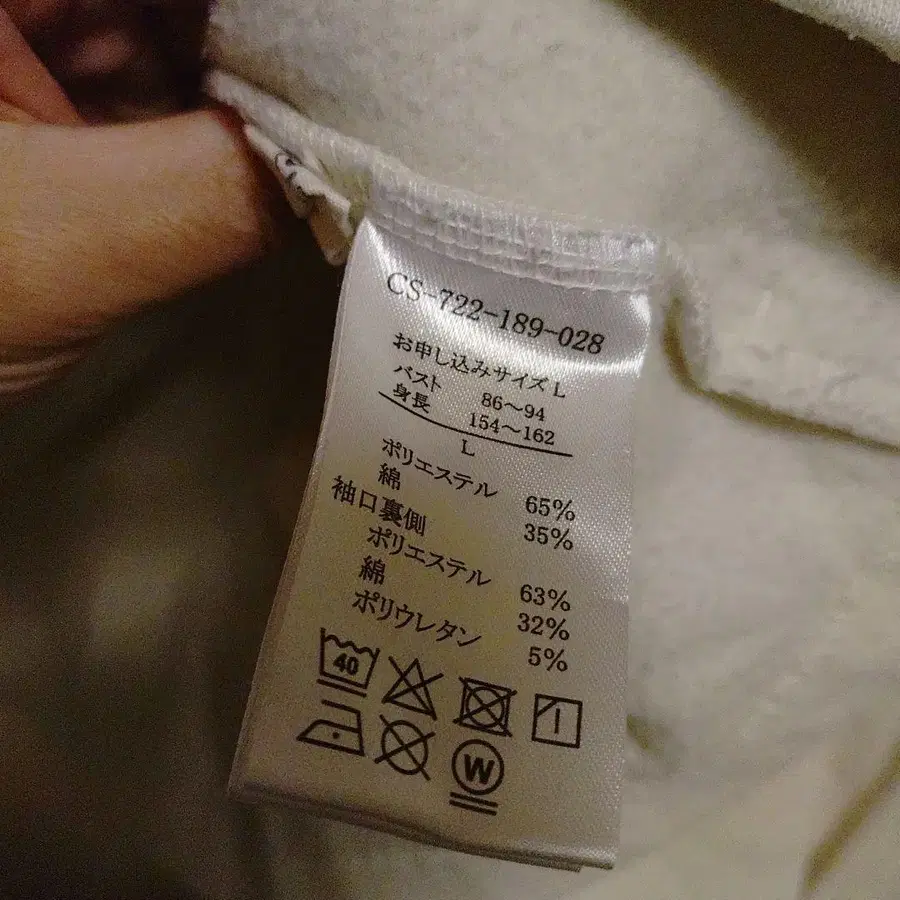 CS-722-189-028
お申し込みサイズ L
バスト 86～94
身長 154～162
L
ポリエステル 65%
綿 35%
袖口裏側
ポリエステル 63%
綿 32%
ポリウレタン 5%
40
W